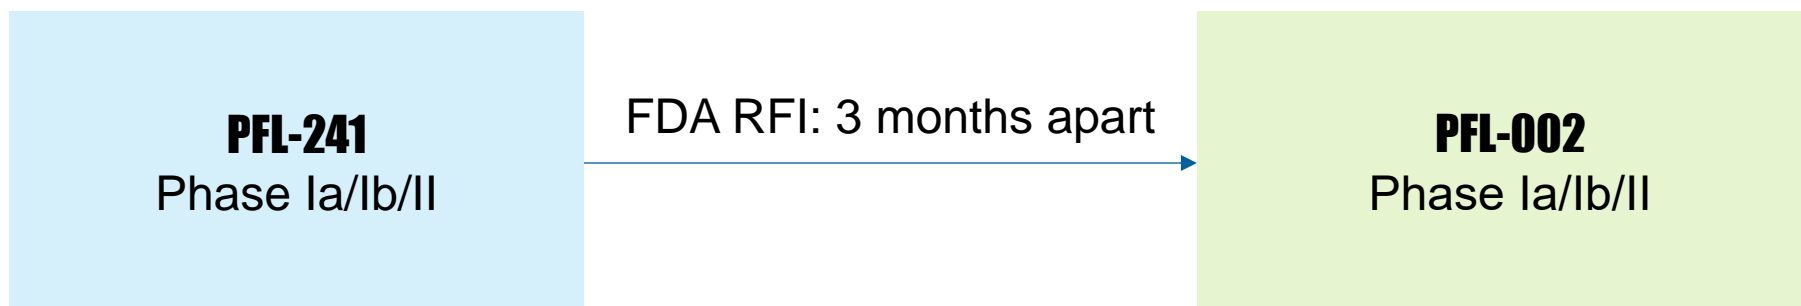 PFL-241
Phase Ia/Ib/II
FDA RFI: 3 months apart
PFL-002
Phase Ia/Ib/II